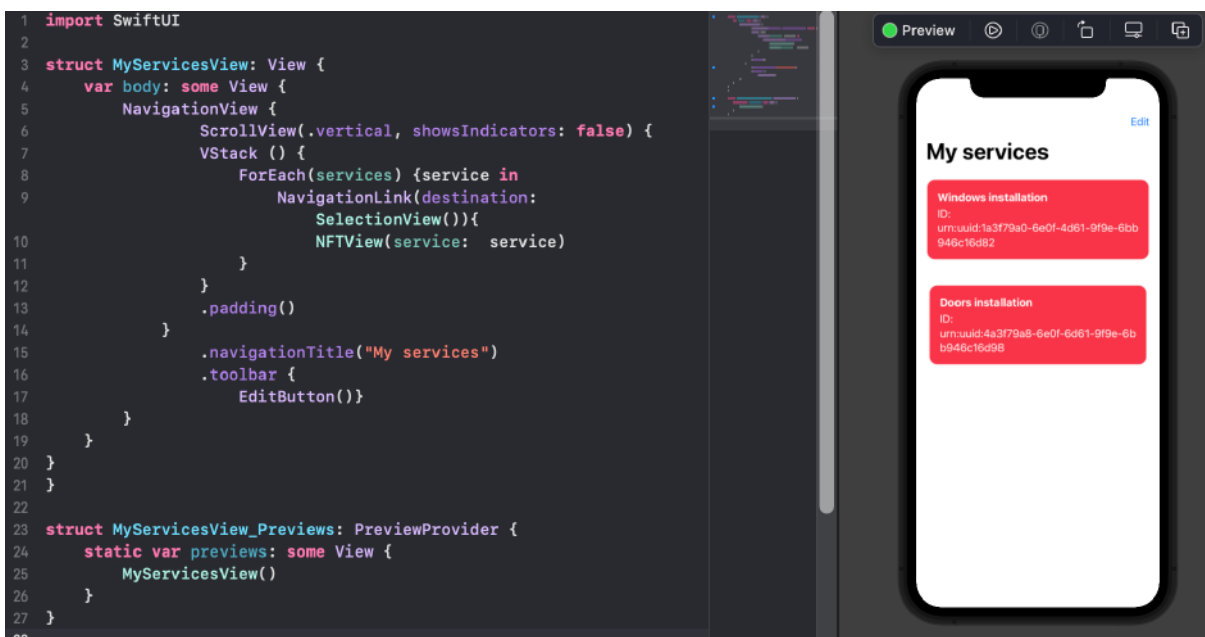 1 import SwiftUI
2
3 struct MyServicesView: View {
4 var body: some View {
5 NavigationView {
6 ScrollView(.vertical, showsIndicators: false) {
7 VStack () {
8 ForEach(services) {service in
9 NavigationLink(destination:
SelectionView()){
10 NFTView(service:  service)
11 }
12 }
13 .padding()
14 }
15 .navigationTitle("My services")
16 .toolbar {
17 EditButton()}
18 }
19 }
20 }
21 }
22
23 struct MyServicesView_Previews: PreviewProvider {
24 static var previews: some View {
25 MyServicesView()
26 }
27 }
Preview
Edit
My services
Windows installation
ID:
urn:uuid:1a3f79a0-6e0f-4d61-9f9e-6bb
946c16d82
Doors installation
ID:
urn:uuid:4a3f79a8-6e0f-6d61-9f9e-6b
b946c16d98